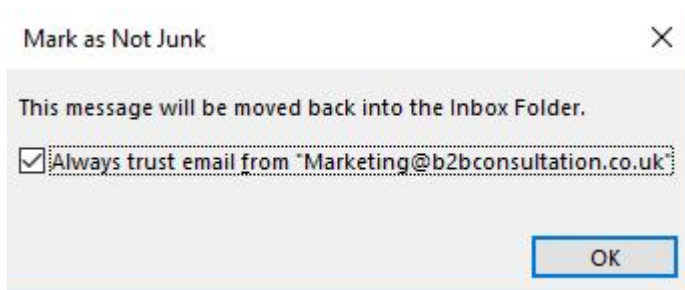 Mark as Not Junk
This message will be moved back into the Inbox Folder.
Always trust email from "Marketing@b2bconsultation.co.uk"
OK